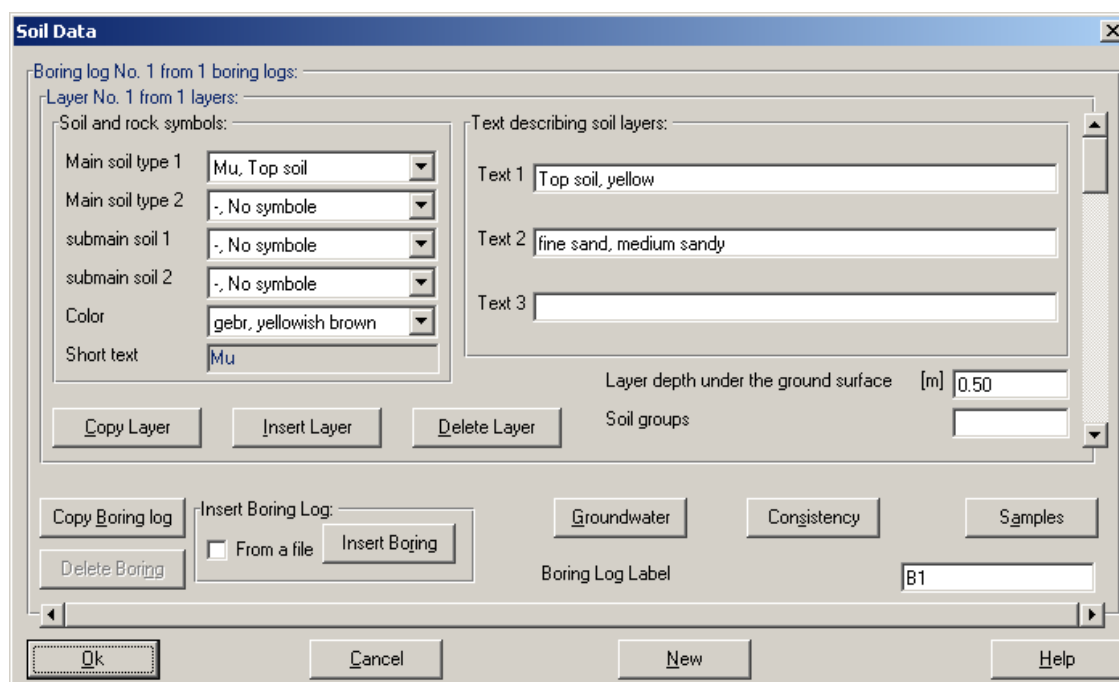 Soil Data
Boring log No. 1 from 1 boring logs:
Layer No. 1 from 1 layers:
Soil and rock symbols:
Main soil type 1 Mu, Top soil
Main soil type 2 -, No symbole
submain soil 1 -, No symbole
submain soil 2 -, No symbole
Color gebr, yellowish brown
Short text Mu
Text describing soil layers:
Text 1 Top soil, yellow
Text 2 fine sand, medium sandy
Text 3
Layer depth under the ground surface [m] 0.50
Soil groups
Copy Layer Insert Layer Delete Layer
Copy Boring log
Delete Boring
Insert Boring Log:
From a file Insert Boring
Groundwater Consistency Samples
Boring Log Label B1
Ok Cancel New Help